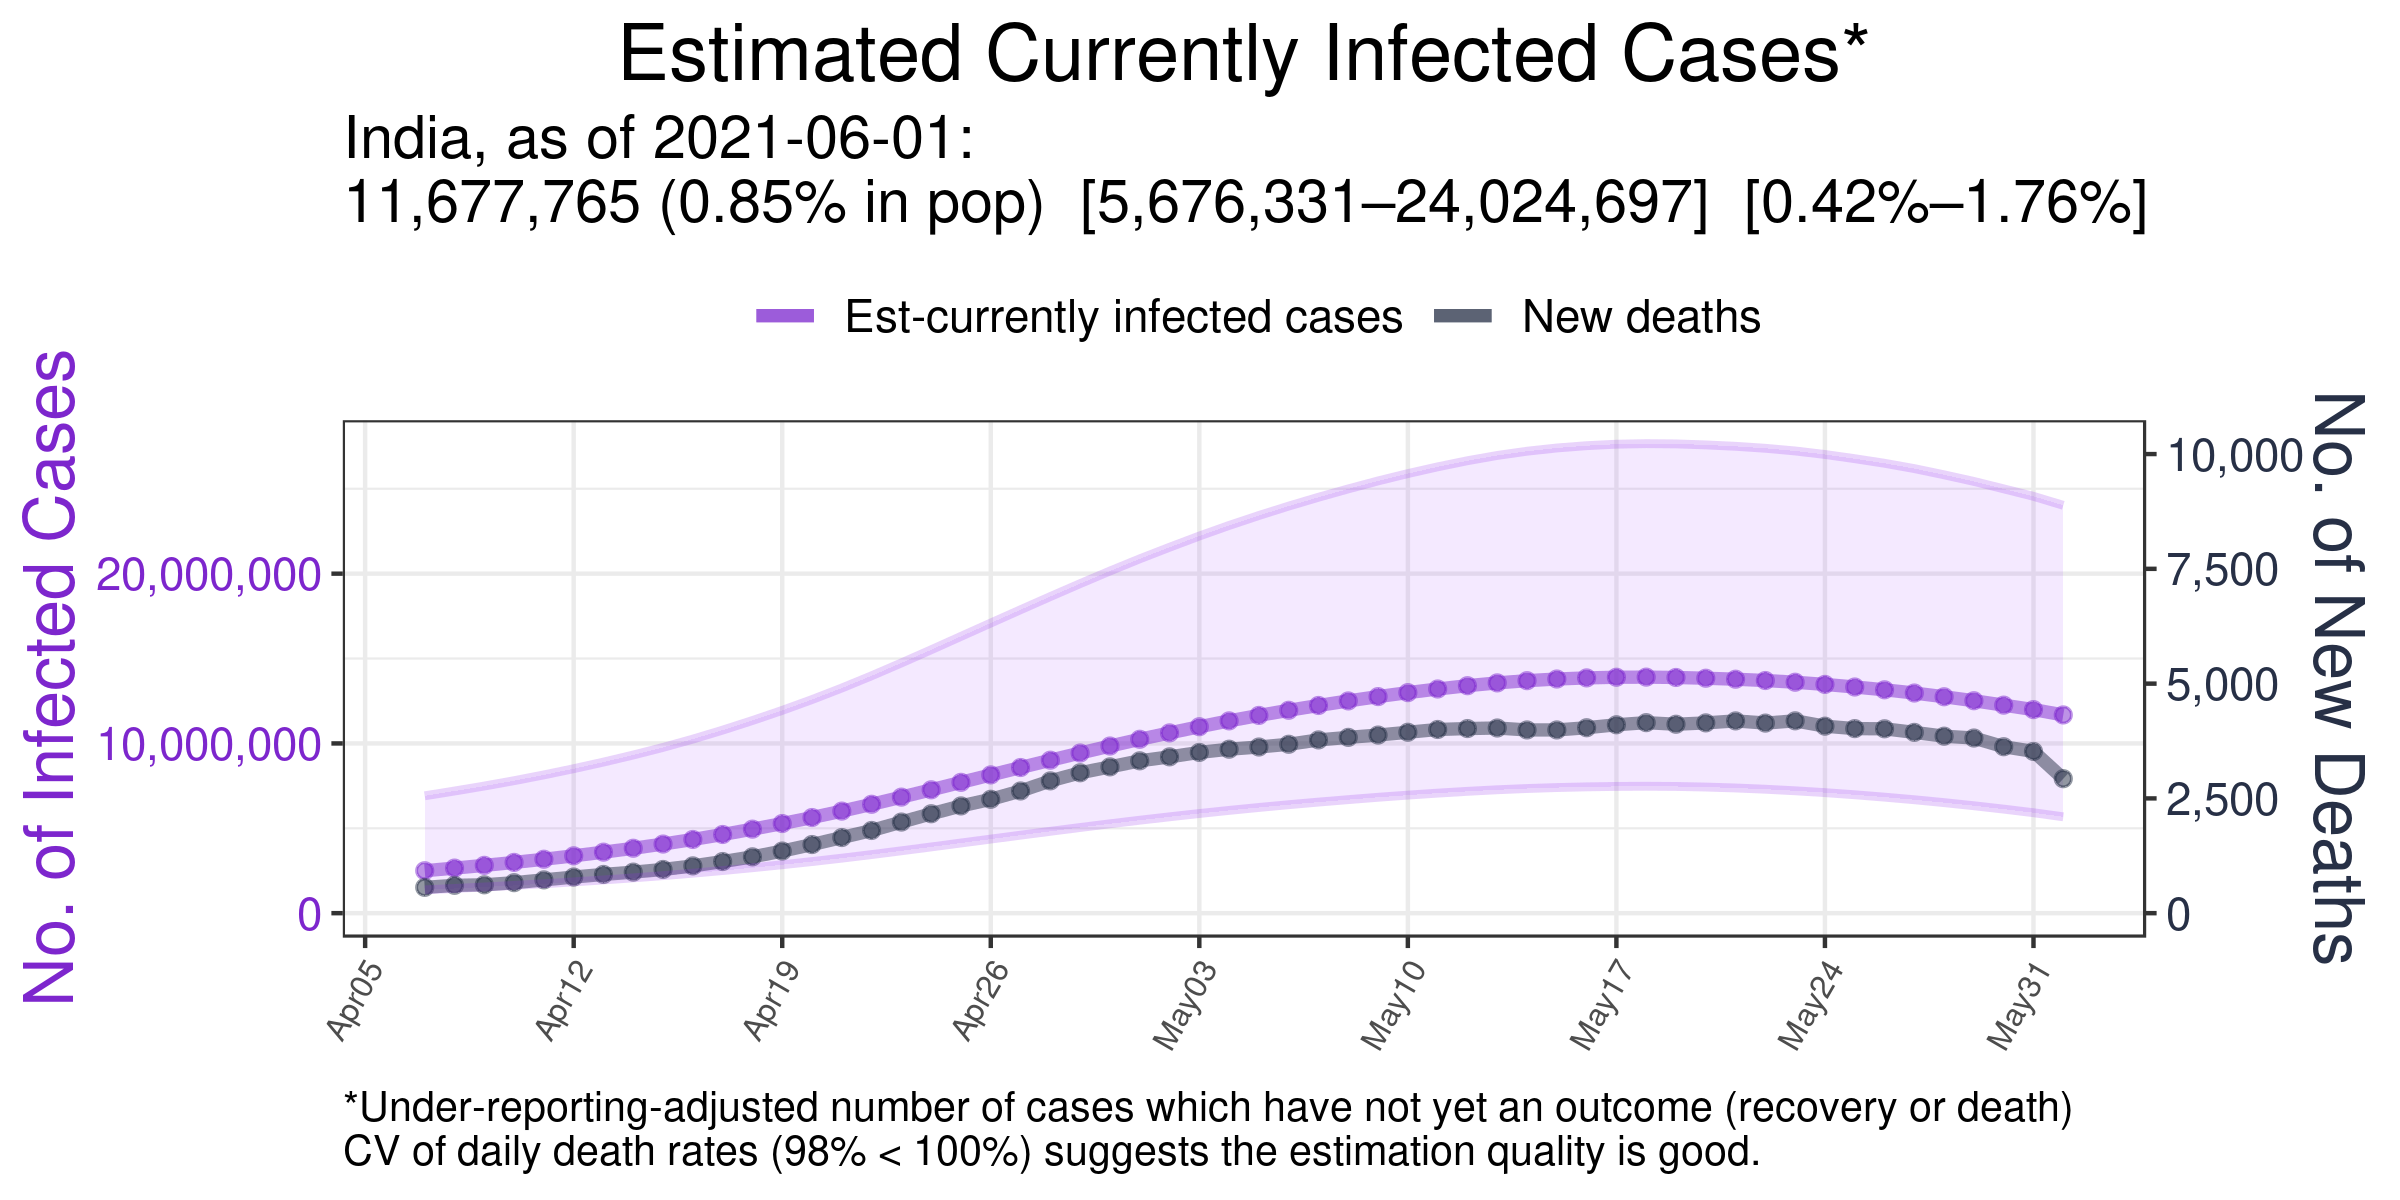 Estimated Currently Infected Cases*
India, as of 2021-06-01:
11,677,765 (0.85% in pop)  [5,676,331–24,024,697]  [0.42%–1.76%]
Est-currently infected cases
New deaths
No. of Infected Cases
20,000,000
10,000,000
0
10,000
7,500
5,000
2,500
0
No. of New Deaths
Apr05
Apr12
Apr19
Apr26
May03
May10
May17
May24
May31
*Under-reporting-adjusted number of cases which have not yet an outcome (recovery or death)
CV of daily death rates (98% < 100%) suggests the estimation quality is good.